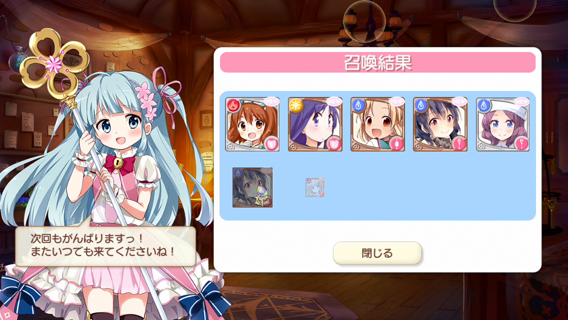 召喚結果
次回もがんばりますっ！
またいつでも来てくださいね！
閉じる